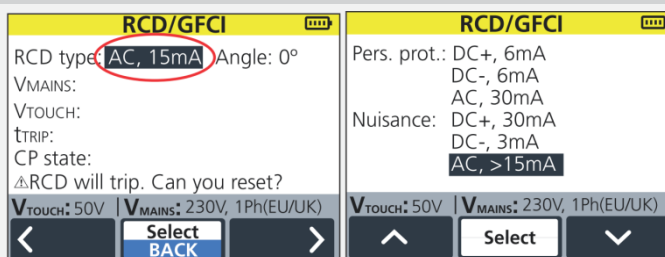 RCD/GFCI
RCD type: AC, 15mA Angle: 0°
VMAINS:
VTOUCH:
tTRIP:
CP state:
⚠RCD will trip. Can you reset?
VTOUCH: 50V | VMAINS: 230V, 1Ph(EU/UK)
< Select >
BACK
RCD/GFCI
Pers. prot.: DC+, 6mA
DC-, 6mA
AC, 30mA
Nuisance: DC+, 30mA
DC-, 3mA
AC, >15mA
VTOUCH: 50V | VMAINS: 230V, 1Ph(EU/UK)
Select